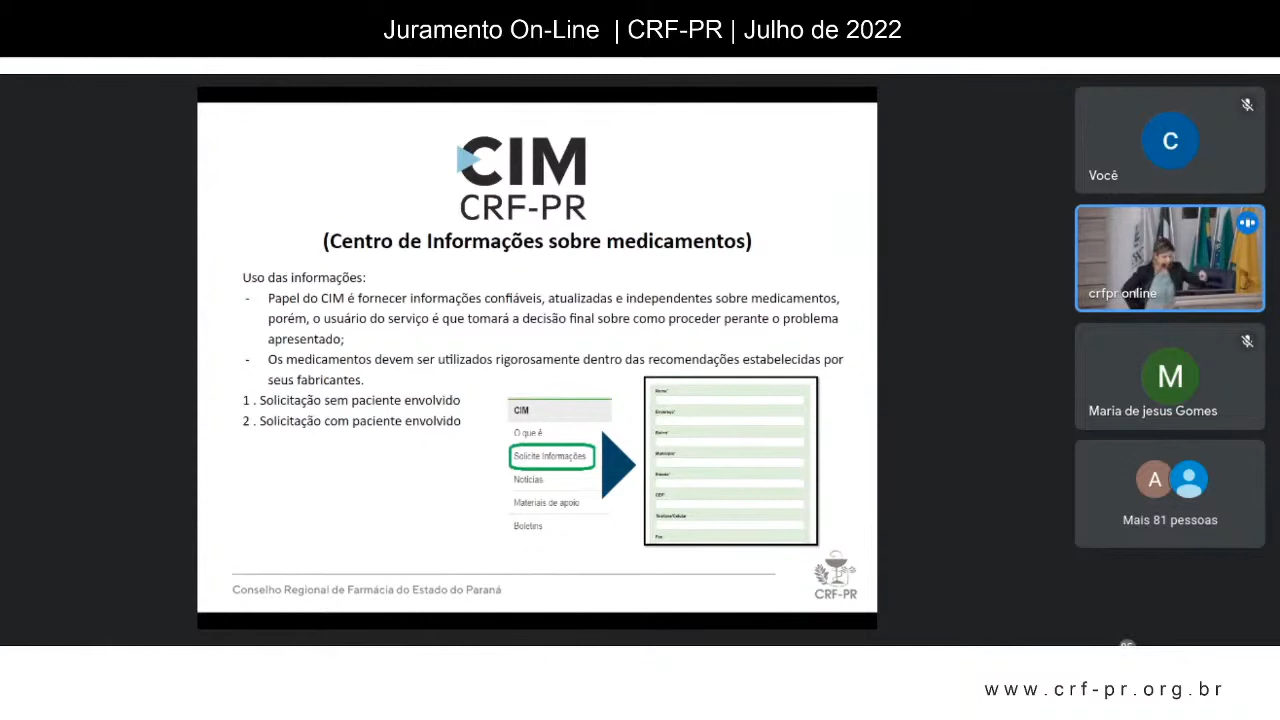 Juramento On-Line | CRF-PR | Julho de 2022
CIM
CRF-PR
(Centro de Informações sobre medicamentos)
Uso das informações:
- Papel do CIM é fornecer informações confiáveis, atualizadas e independentes sobre medicamentos,
porém, o usuário do serviço é que tomará a decisão final sobre como proceder perante o problema
apresentado;
- Os medicamentos devem ser utilizados rigorosamente dentro das recomendações estabelecidas por
seus fabricantes.
1 . Solicitação sem paciente envolvido
2 . Solicitação com paciente envolvido
CIM
O que é
Solicite Informações
Notícias
Materiais de apoio
Boletins
Conselho Regional de Farmácia do Estado do Paraná
CRF-PR
C
Você
crfpr online
M
Maria de jesus Gomes
A
Mais 81 pessoas
www.crf-pr.org.br